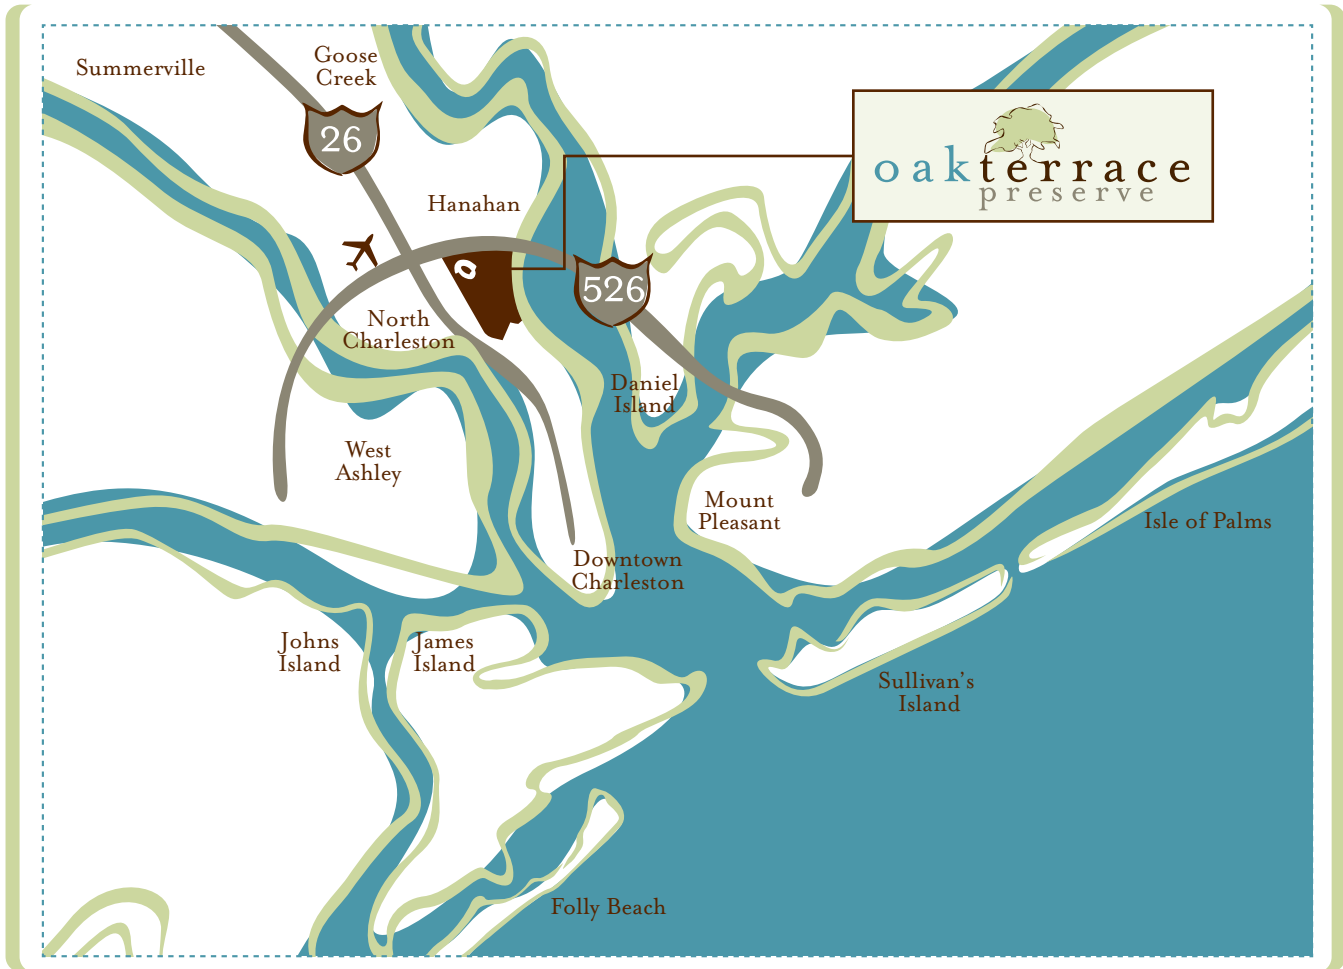 Summerville
Goose
Creek
26
oakterrace
preserve
Hanahan
526
North
Charleston
Daniel
Island
West
Ashley
Mount
Pleasant
Isle of Palms
Downtown
Charleston
Johns
Island
James
Island
Sullivan's
Island
Folly Beach